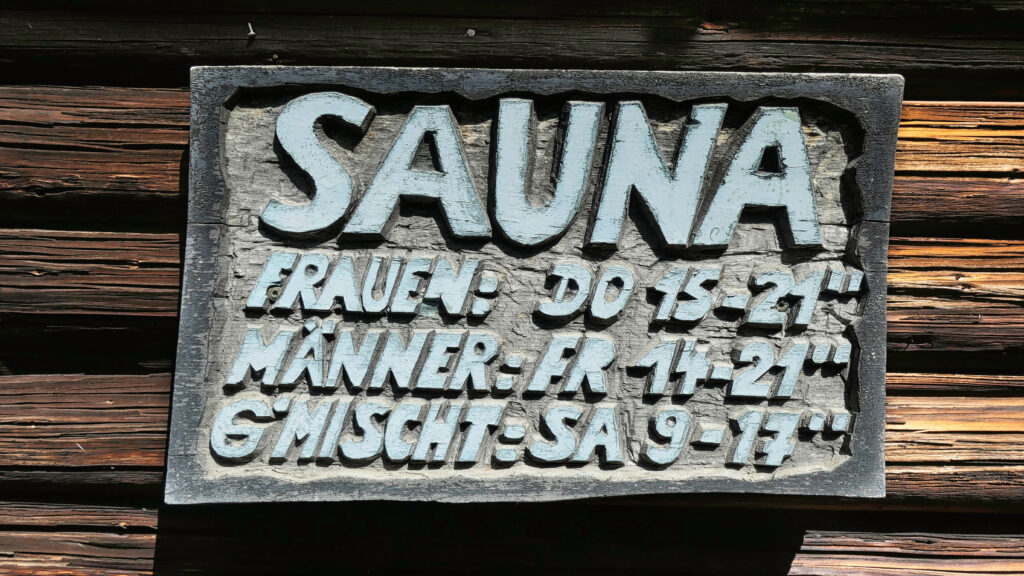 SAUNA
FRAUEN: DO 15-21"
MÄNNER: FR 14-21"
G'MISCHT: SA 9-17"